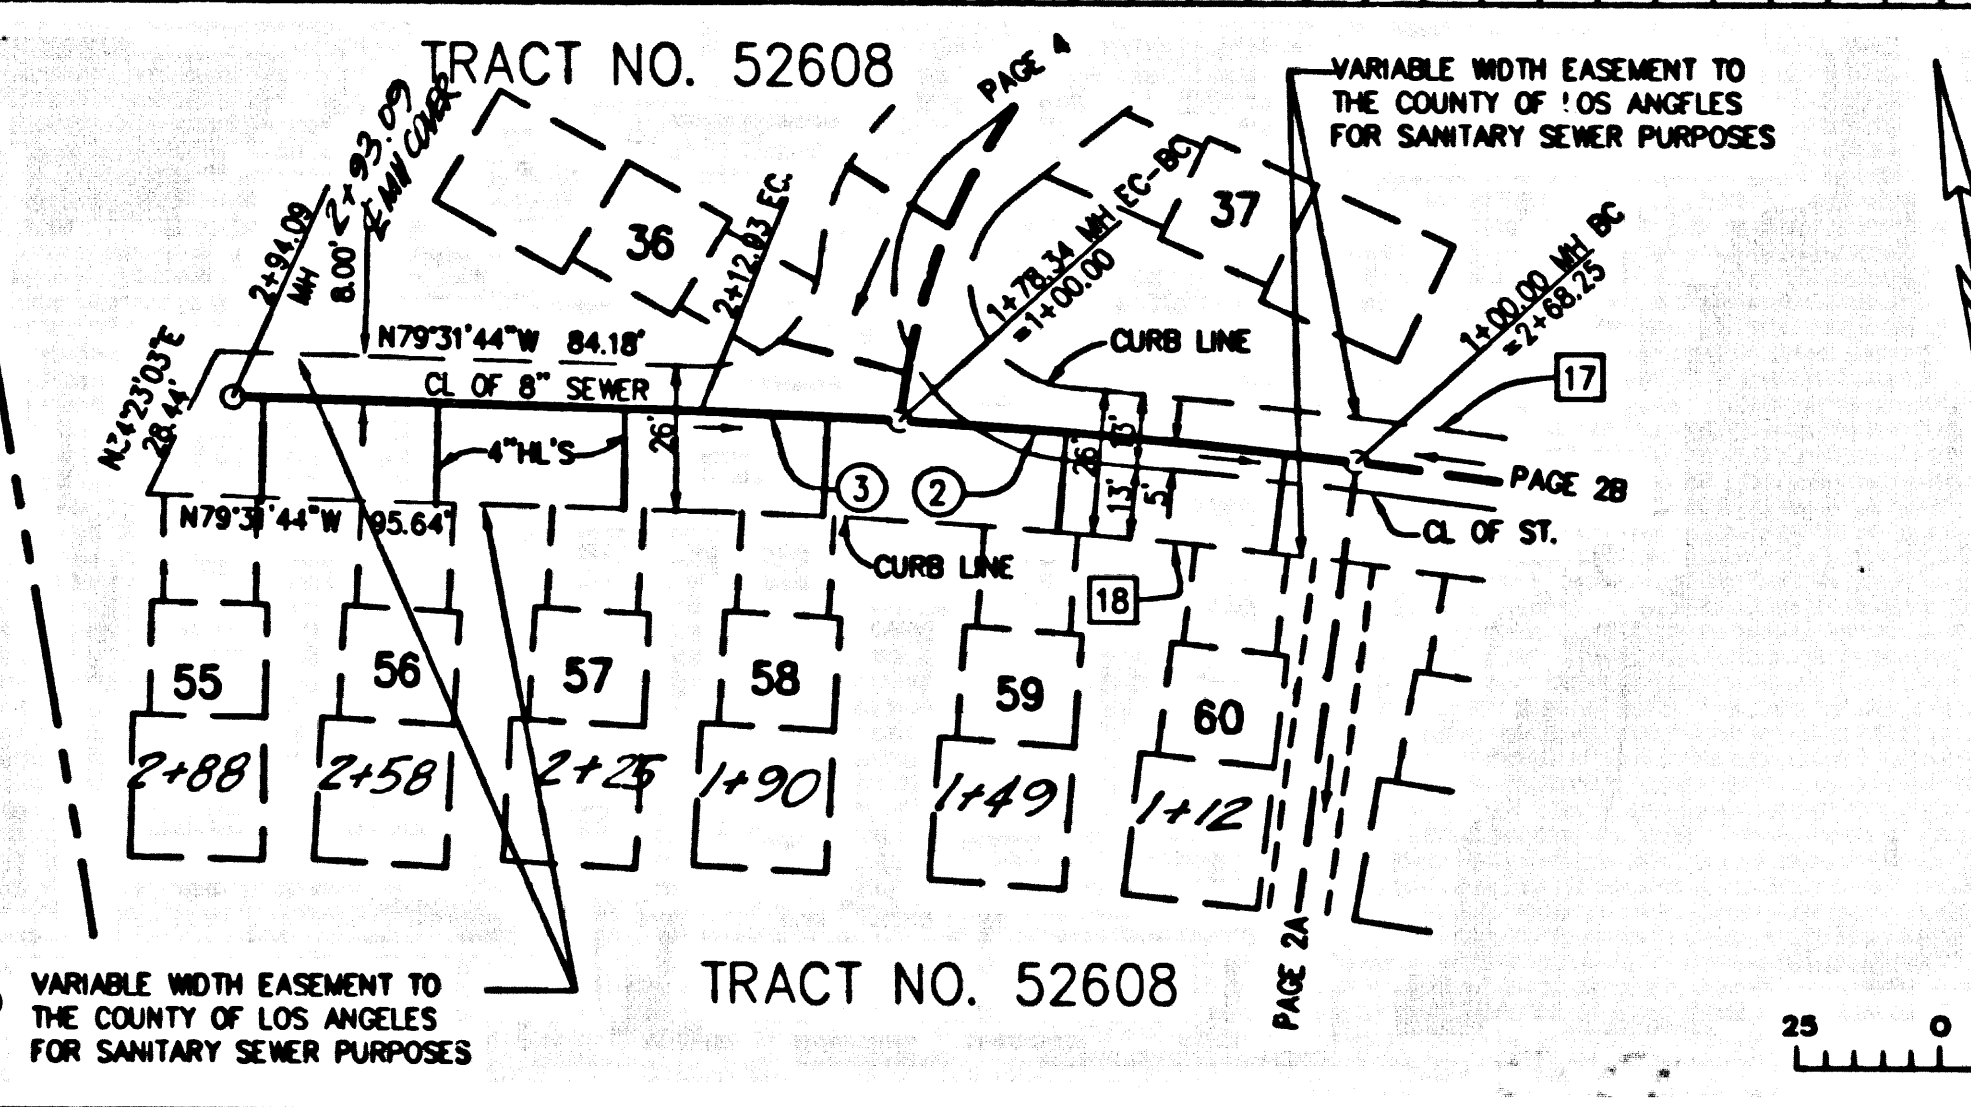 TRACT NO. 52608
PAGE 4
VARIABLE WIDTH EASEMENT TO
THE COUNTY OF LOS ANGELES
FOR SANITARY SEWER PURPOSES
2+93.09
℄ MH COVER
2+94.09
MH
8.00'
36
2+12.03 EC.
1+78.34 MH EC-BC
=1+00.00
37
1+00.00 MH BC
=2+68.25
N24°23'03"E
28.44'
N79°31'44"W 84.18'
CL OF 8" SEWER
26'
CURB LINE
17
4"HL'S
3
2
26'
13'
13'
5'
PAGE 2B
CL OF ST.
N79°31'44"W 95.64'
CURB LINE
18
55
56
57
58
59
60
2+88
2+58
2+25
1+90
1+49
1+12
PAGE 2A
VARIABLE WIDTH EASEMENT TO
THE COUNTY OF LOS ANGELES
FOR SANITARY SEWER PURPOSES
TRACT NO. 52608
25 0